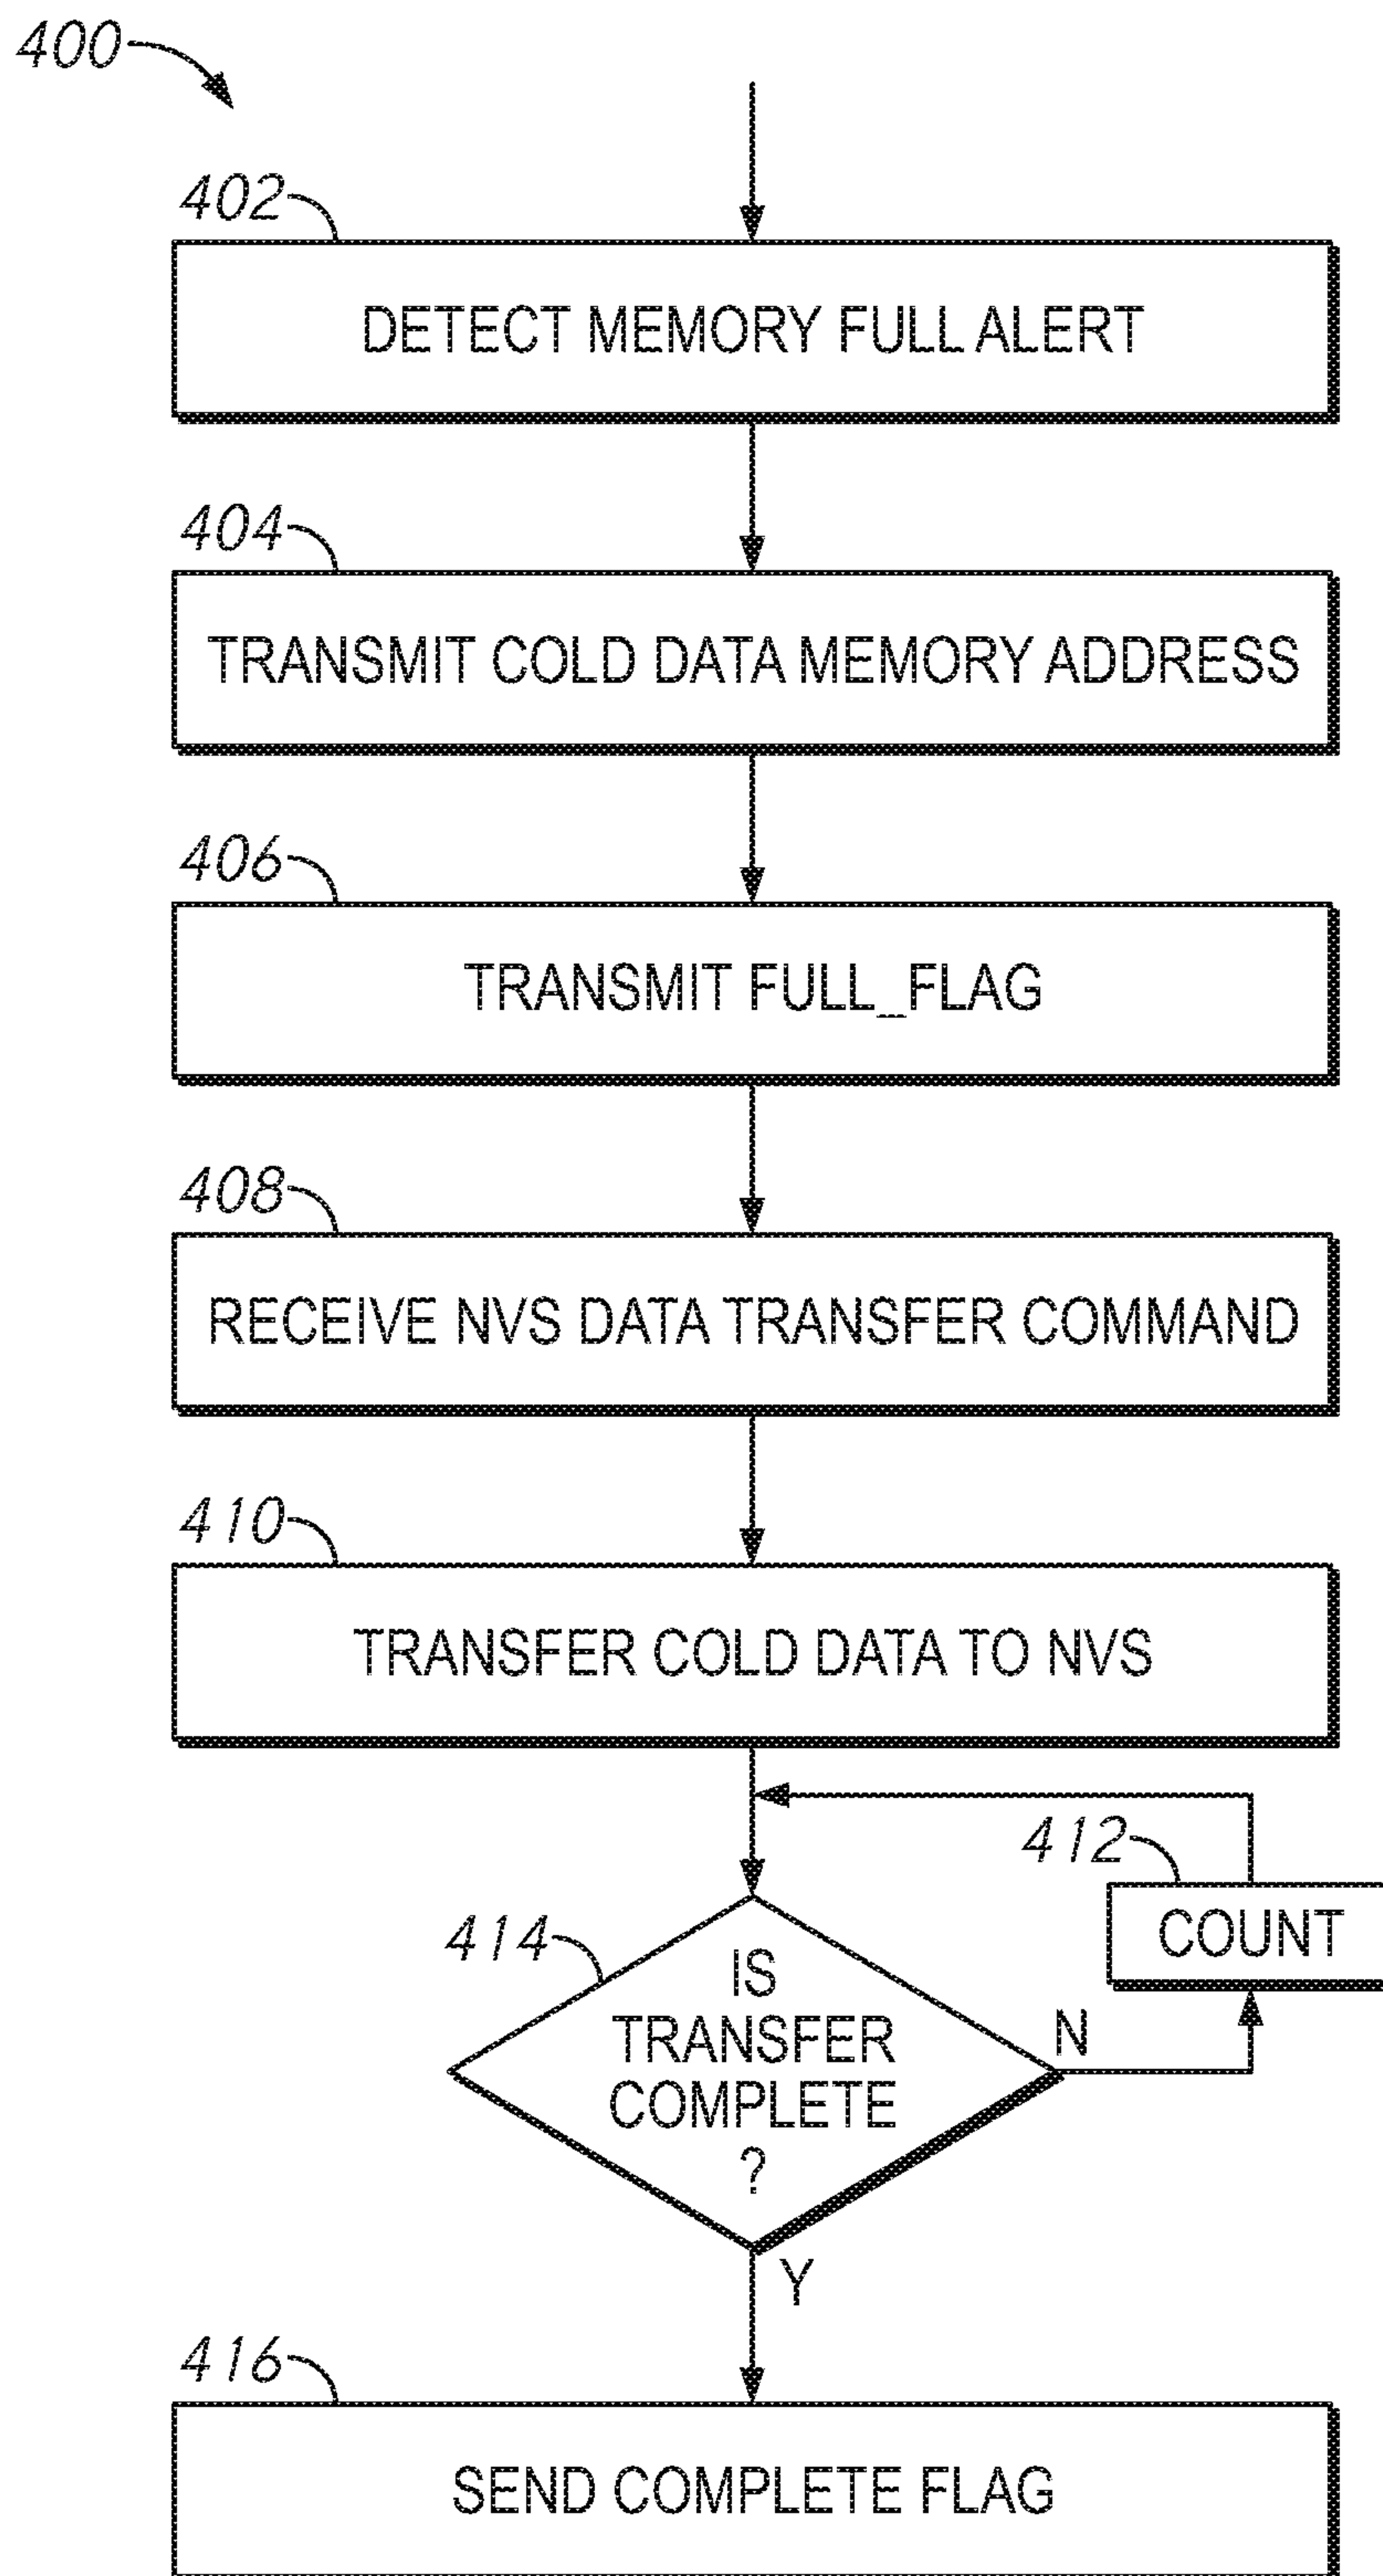 400
402
DETECT MEMORY FULL ALERT
404
TRANSMIT COLD DATA MEMORY ADDRESS
406
TRANSMIT FULL_FLAG
408
RECEIVE NVS DATA TRANSFER COMMAND
410
TRANSFER COLD DATA TO NVS
412
COUNT
414
IS
TRANSFER
COMPLETE
?
N
Y
416
SEND COMPLETE FLAG